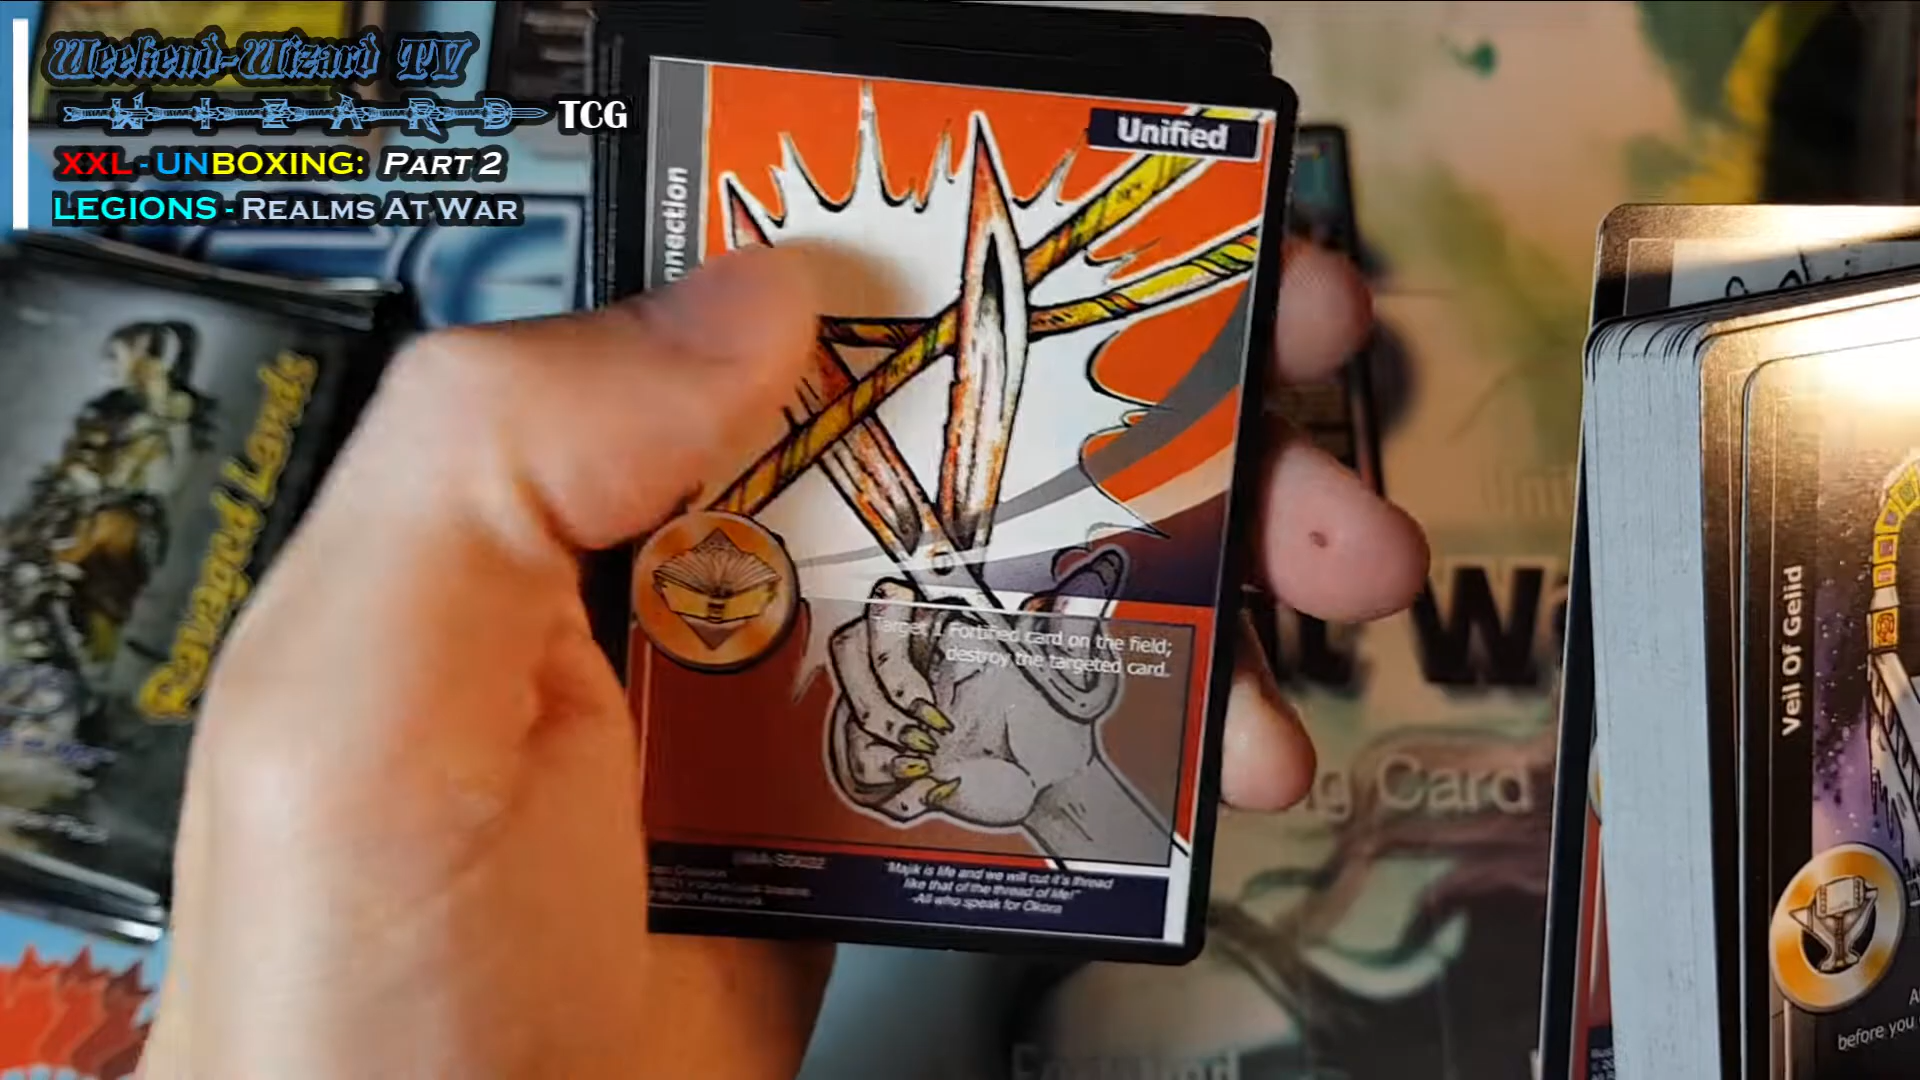 Weekend-Wizard TV
WIZARD TCG
XXL - UNBOXING: PART 2
LEGIONS - REALMS AT WAR
Unified
nnection
Target 1 Fortified card on the field;
destroy the targeted card.
"Majik is life and we will cut it's thread
like that of the thread of life!"
-All who speak for Okora
Ravaged Lands
Card
Veil Of Gelid
before you